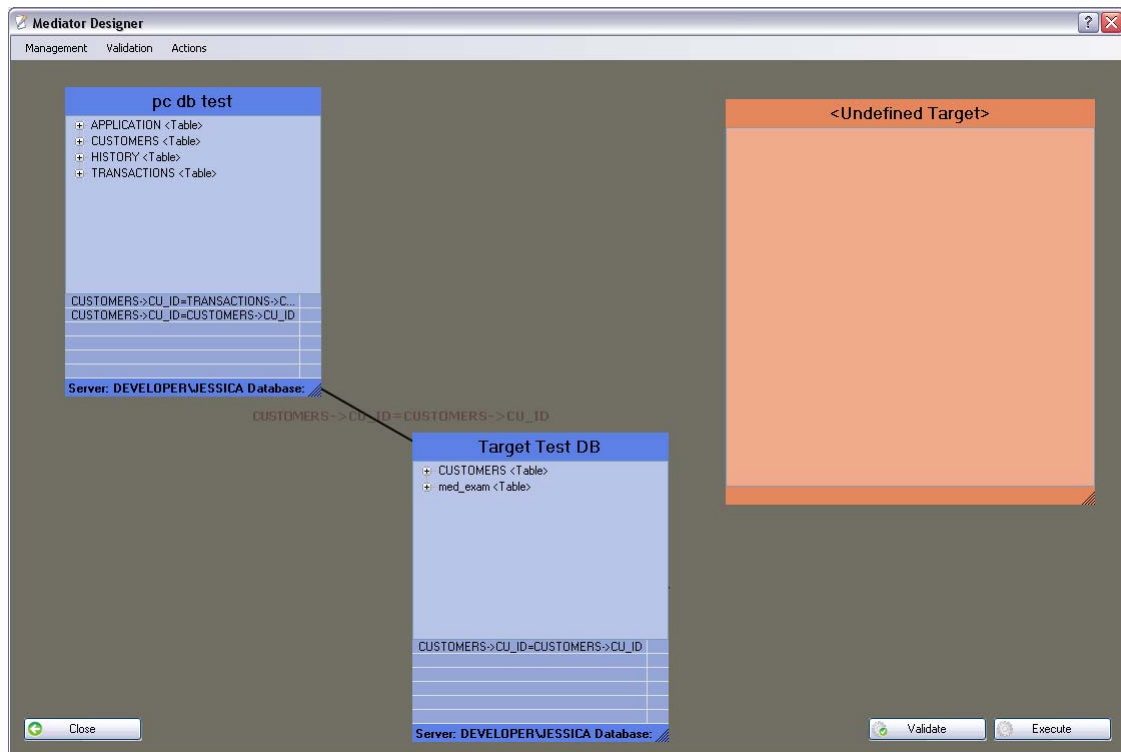 Mediator Designer
Management Validation Actions
pc db test
APPLICATION <Table>
CUSTOMERS <Table>
HISTORY <Table>
TRANSACTIONS <Table>
CUSTOMERS->CU_ID=TRANSACTIONS->C...
CUSTOMERS->CU_ID=CUSTOMERS->CU_ID
Server: DEVELOPER\JESSICA Database:
<Undefined Target>
CUSTOMERS->CU_ID=CUSTOMERS->CU_ID
Target Test DB
CUSTOMERS <Table>
med_exam <Table>
CUSTOMERS->CU_ID=CUSTOMERS->CU_ID
Server: DEVELOPER\JESSICA Database:
Close
Validate
Execute